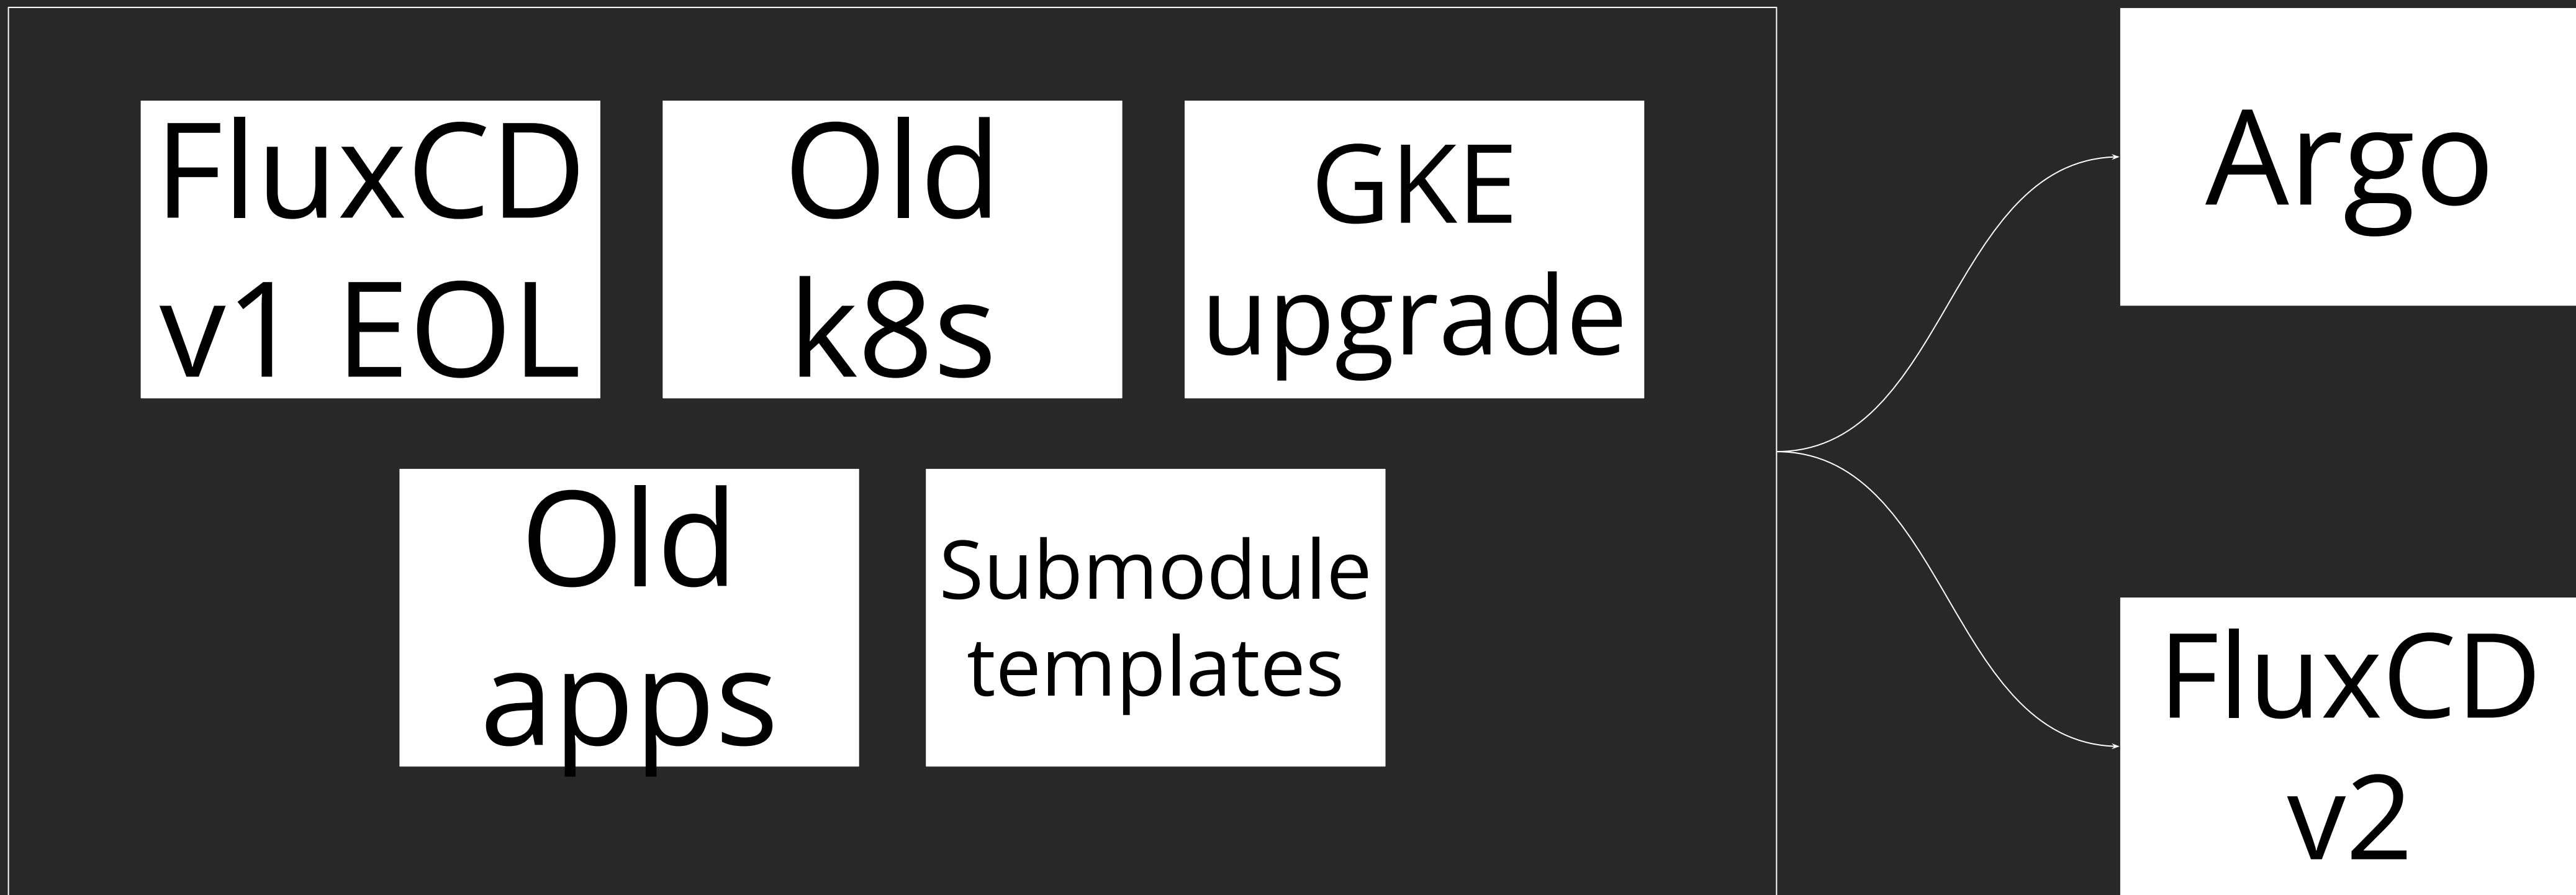 FluxCD
v1 EOL
Old
k8s
GKE
upgrade
Old
apps
Submodule
templates
Argo
FluxCD
v2